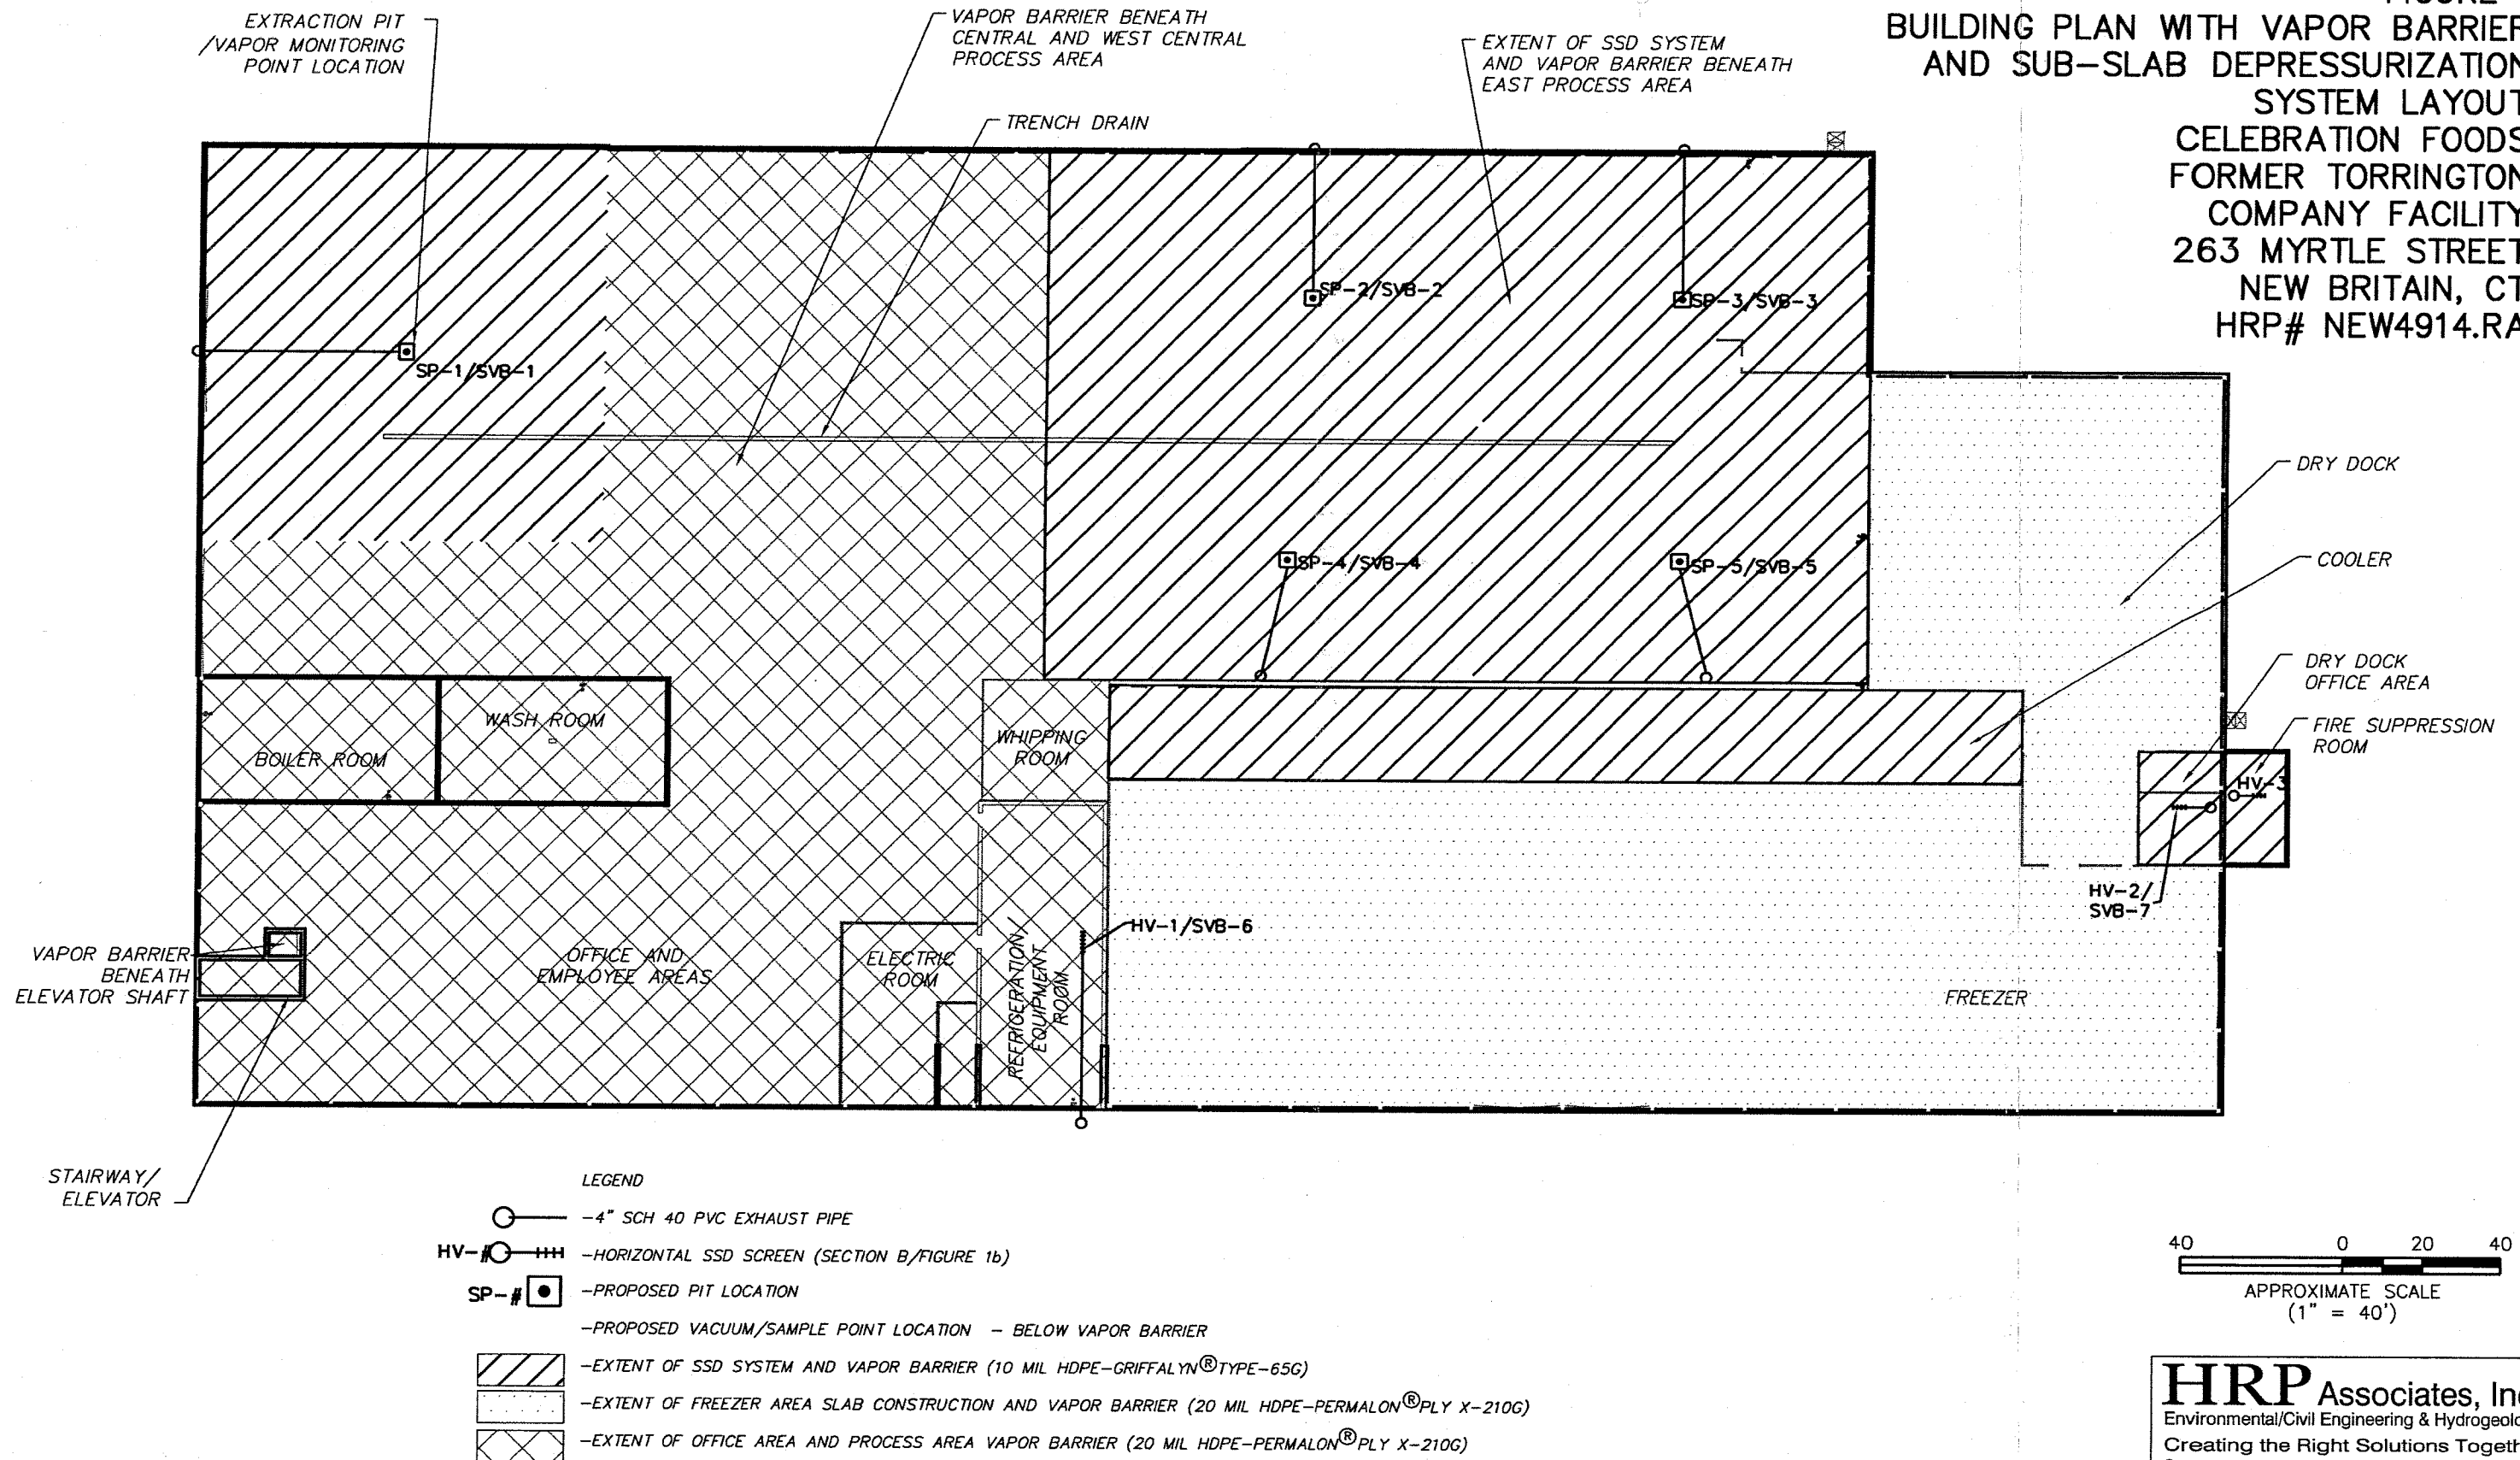 BUILDING PLAN WITH VAPOR BARRIER
AND SUB-SLAB DEPRESSURIZATION
SYSTEM LAYOUT
CELEBRATION FOODS
FORMER TORRINGTON
COMPANY FACILITY
263 MYRTLE STREET
NEW BRITAIN, CT
HRP# NEW4914.RA
EXTRACTION PIT
/VAPOR MONITORING
POINT LOCATION
VAPOR BARRIER BENEATH
CENTRAL AND WEST CENTRAL
PROCESS AREA
TRENCH DRAIN
EXTENT OF SSD SYSTEM
AND VAPOR BARRIER BENEATH
EAST PROCESS AREA
SP-1/SVB-1
SP-2/SVB-2
SP-3/SVB-3
SP-4/SVB-4
SP-5/SVB-5
DRY DOCK
COOLER
DRY DOCK
OFFICE AREA
FIRE SUPPRESSION
ROOM
HV-3
HV-2/
SVB-7
BOILER ROOM
WASH ROOM
WHIPPING
ROOM
HV-1/SVB-6
VAPOR BARRIER
BENEATH
ELEVATOR SHAFT
OFFICE AND
EMPLOYEE AREAS
ELECTRIC
ROOM
REFRIGERATION/
EQUIPMENT
ROOM
FREEZER
STAIRWAY/
ELEVATOR
LEGEND
-4" SCH 40 PVC EXHAUST PIPE
HV-# -HORIZONTAL SSD SCREEN (SECTION B/FIGURE 1b)
SP-# -PROPOSED PIT LOCATION
-PROPOSED VACUUM/SAMPLE POINT LOCATION - BELOW VAPOR BARRIER
-EXTENT OF SSD SYSTEM AND VAPOR BARRIER (10 MIL HDPE-GRIFFALYN®TYPE-65G)
-EXTENT OF FREEZER AREA SLAB CONSTRUCTION AND VAPOR BARRIER (20 MIL HDPE-PERMALON®PLY X-210G)
-EXTENT OF OFFICE AREA AND PROCESS AREA VAPOR BARRIER (20 MIL HDPE-PERMALON®PLY X-210G)
40 0 20 40
APPROXIMATE SCALE
(1" = 40')
HRP Associates, Inc
Environmental/Civil Engineering & Hydrogeolo
Creating the Right Solutions Togeth